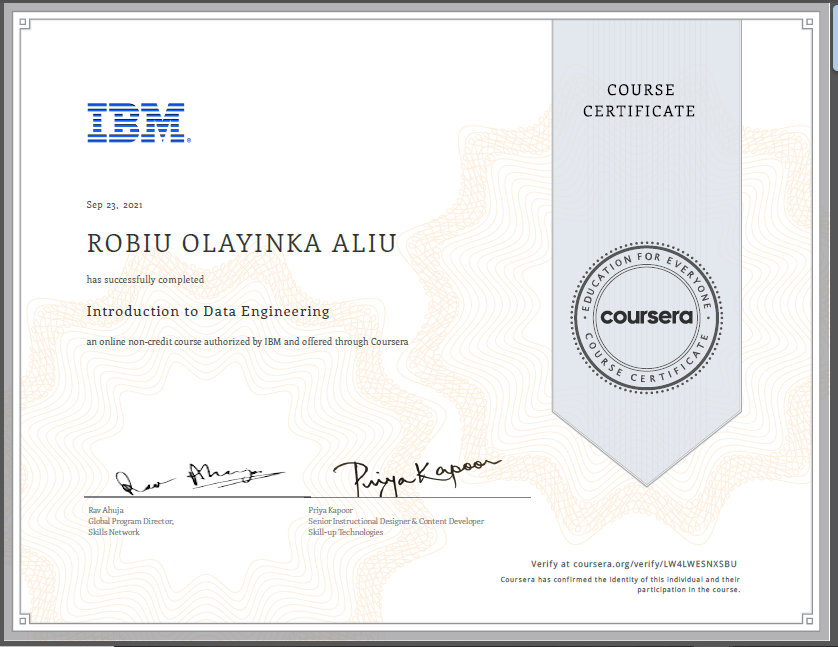 COURSE
CERTIFICATE
IBM®
Sep 23, 2021
ROBIU OLAYINKA ALIU
has successfully completed
Introduction to Data Engineering
an online non-credit course authorized by IBM and offered through Coursera
EDUCATION FOR EVERYONE
coursera
COURSE CERTIFICATE
Priya Kapoor
Rav Ahuja
Global Program Director,
Skills Network
Priya Kapoor
Senior Instructional Designer & Content Developer
Skill-up Technologies
Verify at coursera.org/verify/LW4LWESNXSBU
Coursera has confirmed the identity of this individual and their
participation in the course.